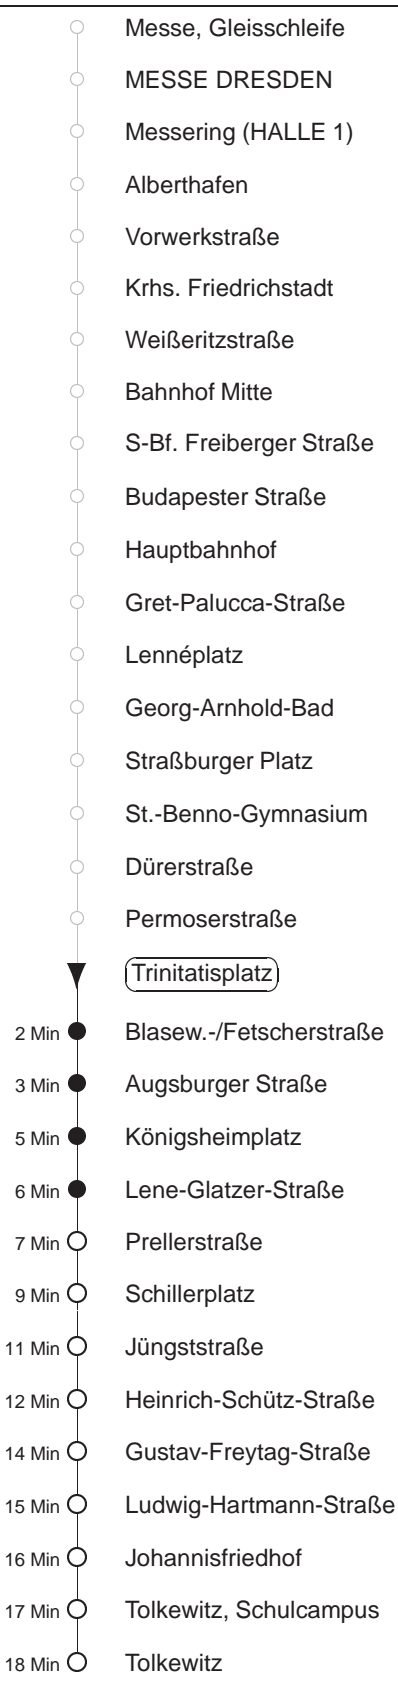 Messe, Gleisschleife
MESSE DRESDEN
Messering (HALLE 1)
Alberthafen
Vorwerkstraße
Krhs. Friedrichstadt
Weißeritzstraße
Bahnhof Mitte
S-Bf. Freiberger Straße
Budapester Straße
Hauptbahnhof
Gret-Palucca-Straße
Lennéplatz
Georg-Arnhold-Bad
Straßburger Platz
St.-Benno-Gymnasium
Dürerstraße
Permoserstraße
Trinitatisplatz
2 Min Blasew.-/Fetscherstraße
3 Min Augsburger Straße
5 Min Königsheimplatz
6 Min Lene-Glatzer-Straße
7 Min Prellerstraße
9 Min Schillerplatz
11 Min Jüngststraße
12 Min Heinrich-Schütz-Straße
14 Min Gustav-Freytag-Straße
15 Min Ludwig-Hartmann-Straße
16 Min Johannisfriedhof
17 Min Tolkewitz, Schulcampus
18 Min Tolkewitz